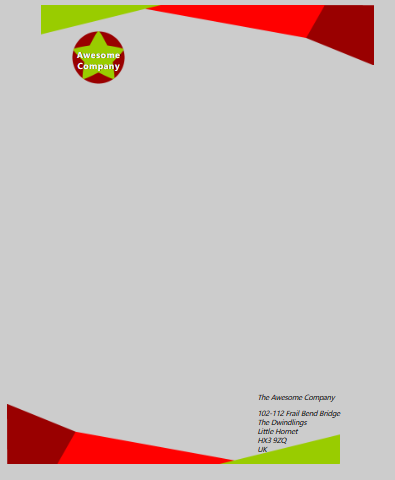 Awesome
Company
The Awesome Company
102-112 Frail Bend Bridge
The Dwindlings
Little Hornet
HX3 9ZQ
UK